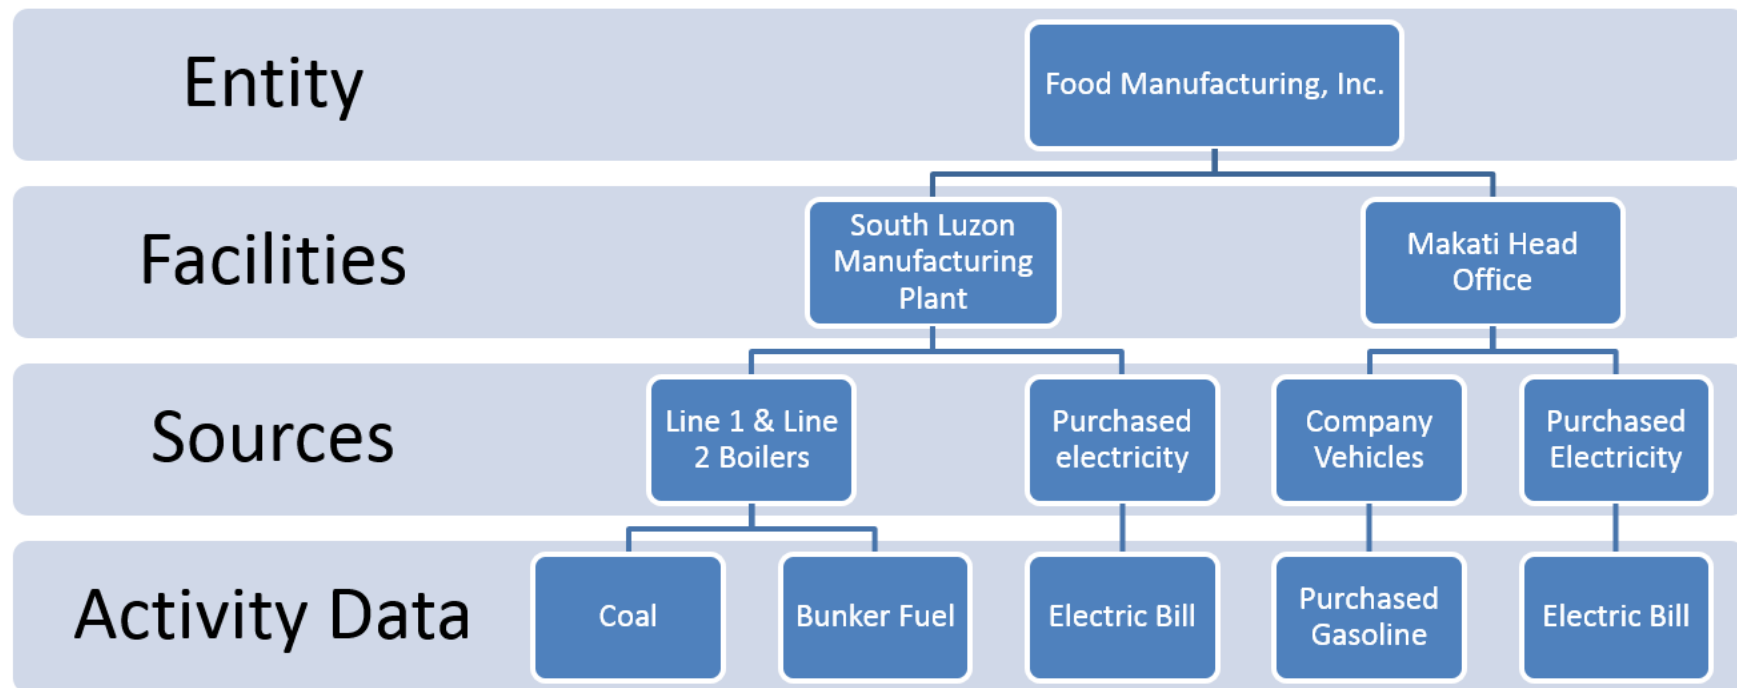 Entity
Food Manufacturing, Inc.
Facilities
South Luzon
Manufacturing
Plant
Makati Head
Office
Sources
Line 1 & Line
2 Boilers
Purchased
electricity
Company
Vehicles
Purchased
Electricity
Activity Data
Coal
Bunker Fuel
Electric Bill
Purchased
Gasoline
Electric Bill